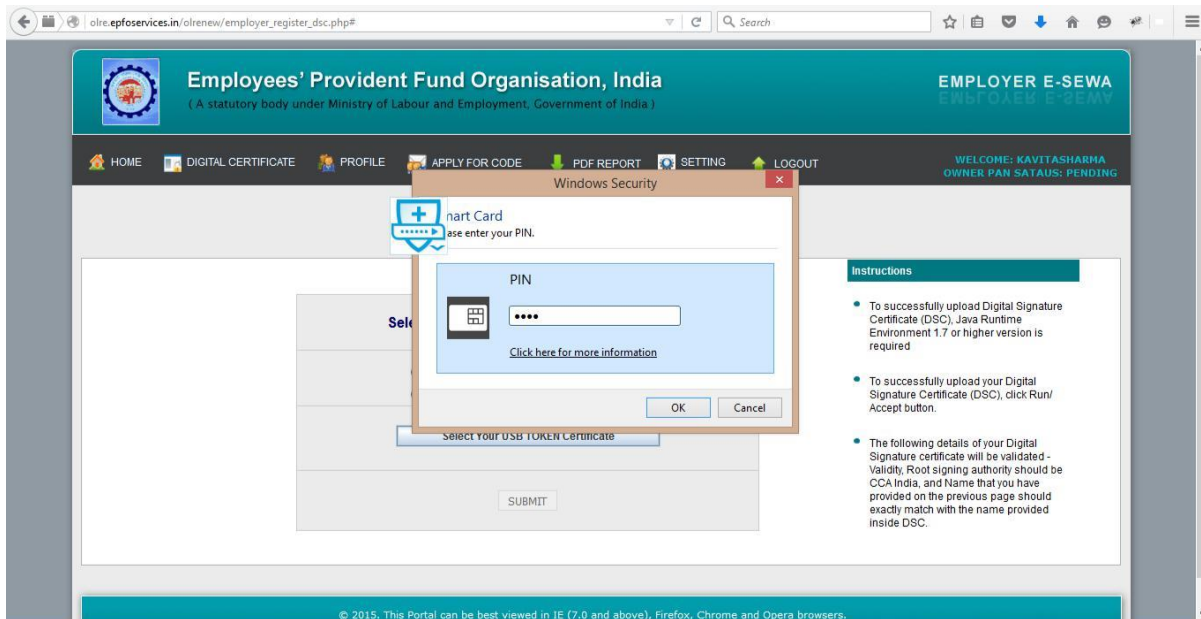 olre.epfoservices.in/olrenew/employer_register_dsc.php#
Search
Employees' Provident Fund Organisation, India
( A statutory body under Ministry of Labour and Employment, Government of India )
EMPLOYER E-SEWA
HOME
DIGITAL CERTIFICATE
PROFILE
APPLY FOR CODE
PDF REPORT
SETTING
LOGOUT
WELCOME: KAVITASHARMA
OWNER PAN SATAUS: PENDING
Windows Security
mart Card
ase enter your PIN.
PIN
Click here for more information
OK
Cancel
Sele
Select Your USB TOKEN Certificate
SUBMIT
Instructions
To successfully upload Digital Signature
Certificate (DSC), Java Runtime
Environment 1.7 or higher version is
required
To successfully upload your Digital
Signature Certificate (DSC), click Run/
Accept button.
The following details of your Digital
Signature certificate will be validated -
Validity, Root signing authority should be
CCA India, and Name that you have
provided on the previous page should
exactly match with the name provided
inside DSC.
© 2015. This Portal can be best viewed in IE (7.0 and above), Firefox, Chrome and Opera browsers.